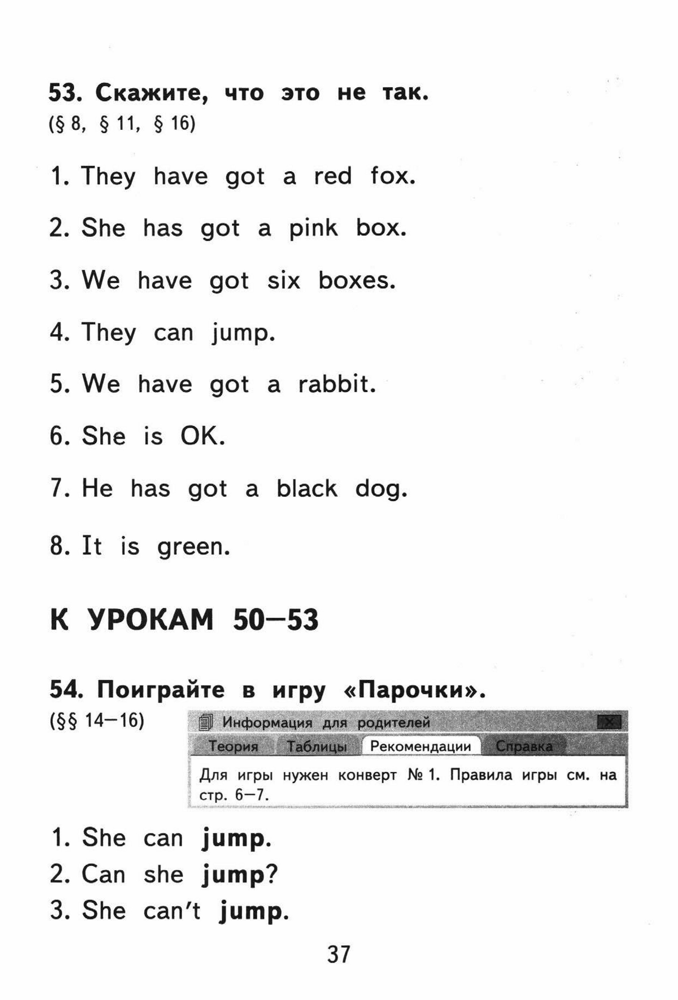 53. Скажите, что это не так.
(§ 8, § 11, § 16)
1. They have got a red fox.
2. She has got a pink box.
3. We have got six boxes.
4. They can jump.
5. We have got a rabbit.
6. She is OK.
7. He has got a black dog.
8. It is green.
К УРОКАМ 50—53
54. Поиграйте в игру «Парочки».
(§§ 14—16)
Информация для родителей
Теория Таблицы Рекомендации Справка
Для игры нужен конверт № 1. Правила игры см. на
стр. 6—7.
1. She can jump.
2. Can she jump?
3. She can't jump.
37